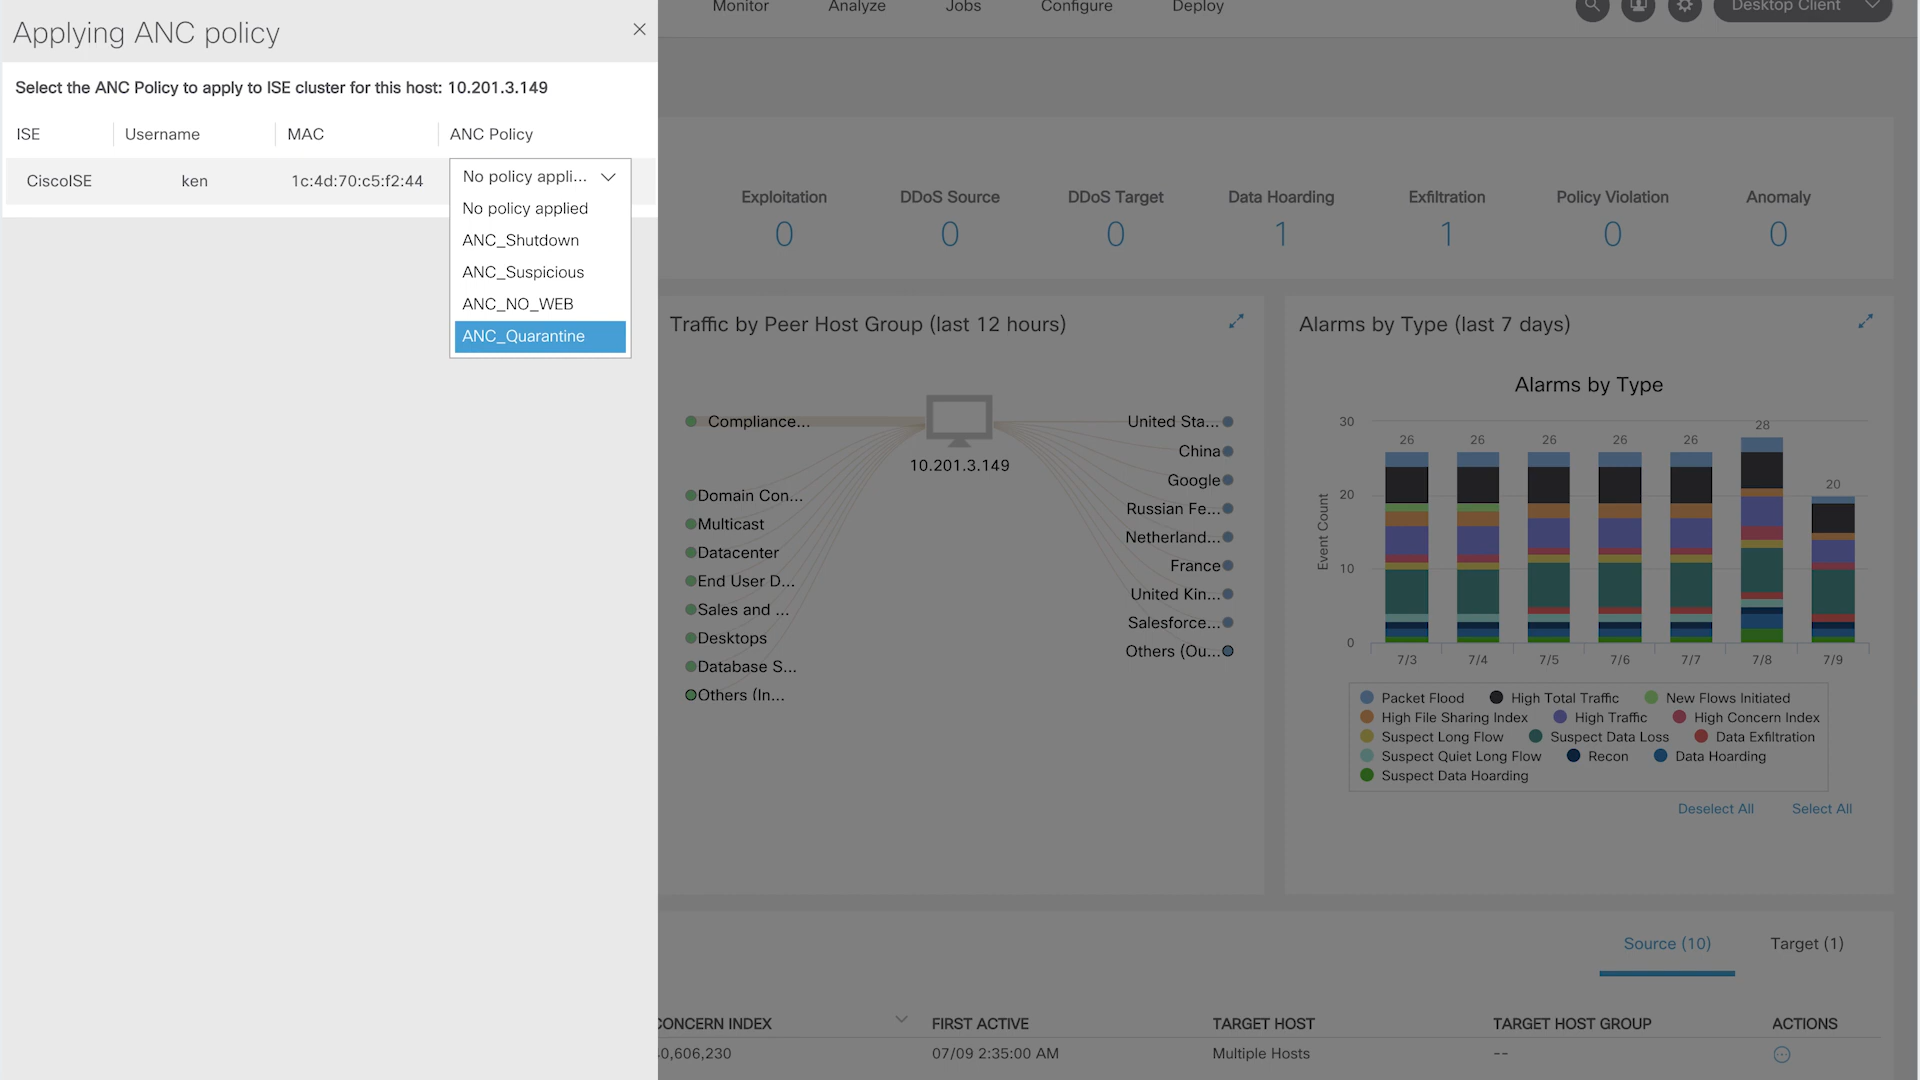 Applying ANC policy
Select the ANC Policy to apply to ISE cluster for this host: 10.201.3.149
ISE Username MAC ANC Policy
CiscoISE ken 1c:4d:70:c5:f2:44 No policy appli...
No policy applied
ANC_Shutdown
ANC_Suspicious
ANC_NO_WEB
ANC_Quarantine
Monitor Analyze Jobs Configure Deploy Desktop Client
Exploitation DDoS Source DDoS Target Data Hoarding Exfiltration Policy Violation Anomaly
0 0 0 1 1 0 0
Traffic by Peer Host Group (last 12 hours)
Compliance...
Domain Con...
Multicast
Datacenter
End User D...
Sales and ...
Desktops
Database S...
Others (In...
10.201.3.149
United Sta...
China
Google
Russian Fe...
Netherland...
France
United Kin...
Salesforce...
Others (Ou...
Alarms by Type (last 7 days)
Alarms by Type
Event Count
30
20
10
0
26 26 26 26 26 28 20
7/3 7/4 7/5 7/6 7/7 7/8 7/9
Packet Flood High Total Traffic New Flows Initiated
High File Sharing Index High Traffic High Concern Index
Suspect Long Flow Suspect Data Loss Data Exfiltration
Suspect Quiet Long Flow Recon Data Hoarding
Suspect Data Hoarding
Deselect All Select All
Source (10) Target (1)
CONCERN INDEX FIRST ACTIVE TARGET HOST TARGET HOST GROUP ACTIONS
0,606,230 07/09 2:35:00 AM Multiple Hosts --